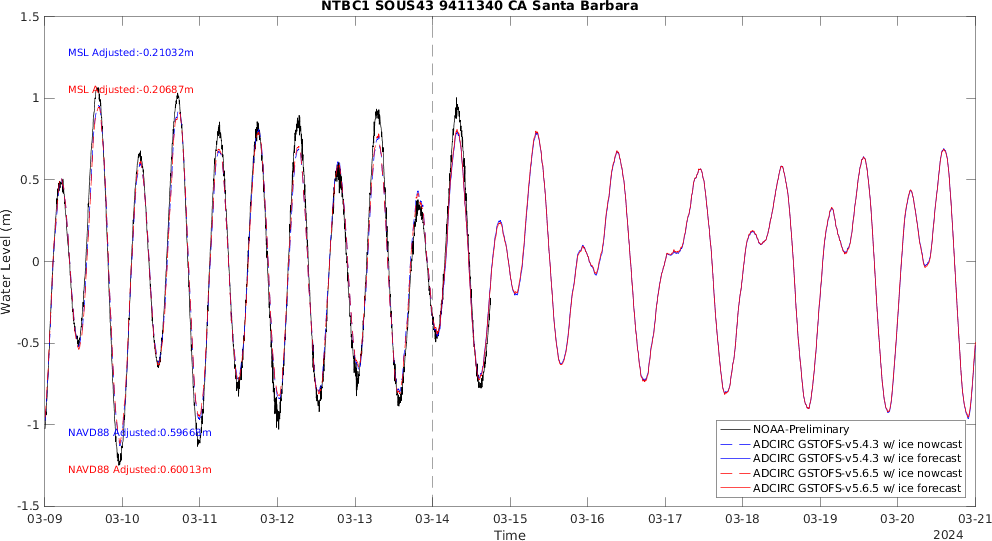 NTBC1 SOUS43 9411340 CA Santa Barbara
1.5
1
0.5
0
-0.5
-1
-1.5
Water Level (m)
MSL Adjusted:-0.21032m
MSL Adjusted:-0.20687m
NAVD88 Adjusted:0.59662m
NAVD88 Adjusted:0.60013m
NOAA-Preliminary
ADCIRC GSTOFS-v5.4.3 w/ ice nowcast
ADCIRC GSTOFS-v5.4.3 w/ ice forecast
ADCIRC GSTOFS-v5.6.5 w/ ice nowcast
ADCIRC GSTOFS-v5.6.5 w/ ice forecast
03-09 03-10 03-11 03-12 03-13 03-14 03-15 03-16 03-17 03-18 03-19 03-20 03-21
Time
2024